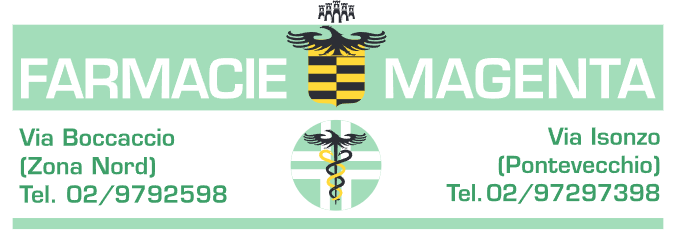 FARMACIE MAGENTA
Via Boccaccio
(Zona Nord)
Tel. 02/9792598
Via Isonzo
(Pontevecchio)
Tel. 02/97297398